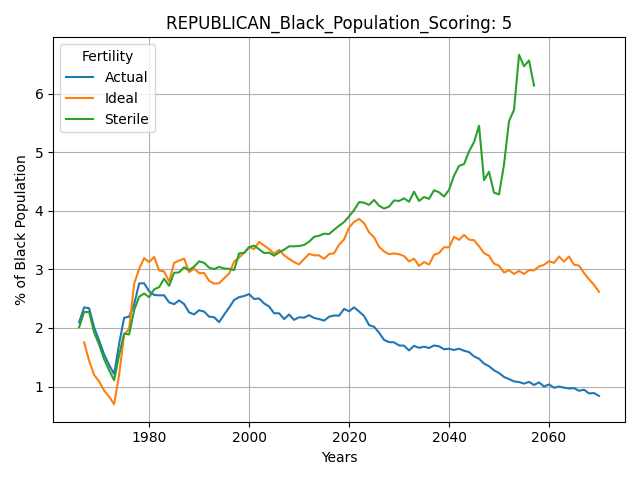 REPUBLICAN_Black_Population_Scoring: 5
Fertility
Actual
Ideal
Sterile
% of Black Population
6
5
4
3
2
1
1980 2000 2020 2040 2060
Years